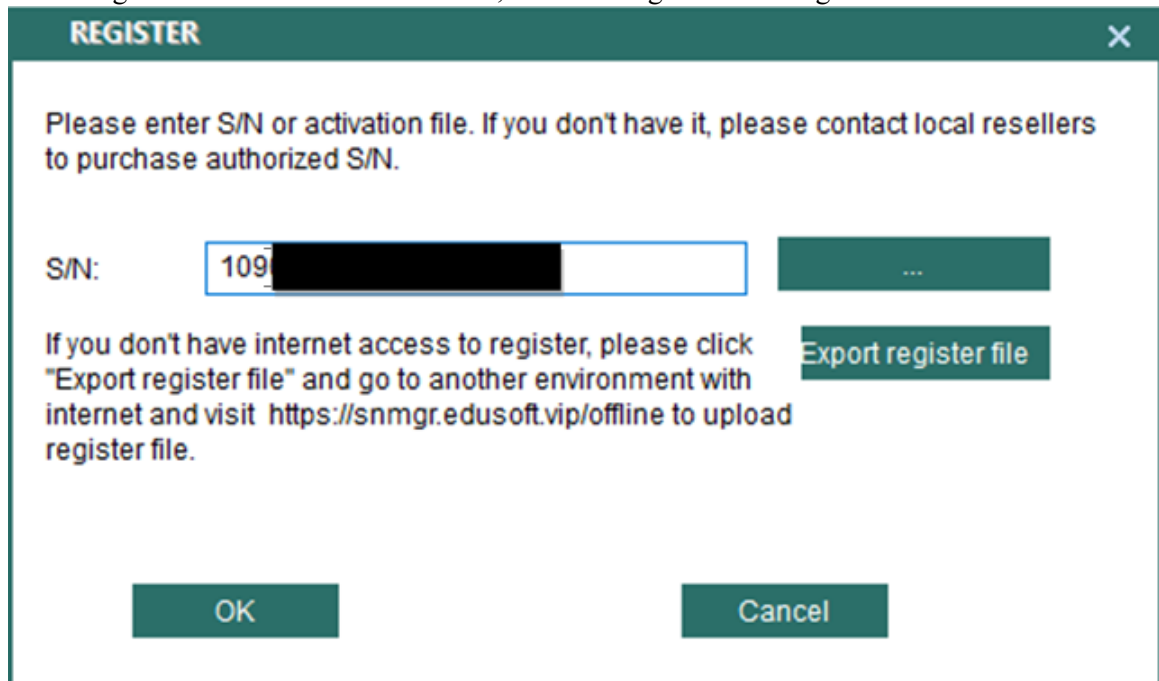 REGISTER
Please enter S/N or activation file. If you don't have it, please contact local resellers
to purchase authorized S/N.
S/N:
109
...
If you don't have internet access to register, please click
"Export register file" and go to another environment with
internet and visit https://snmgr.edusoft.vip/offline to upload
register file.
Export register file
OK
Cancel